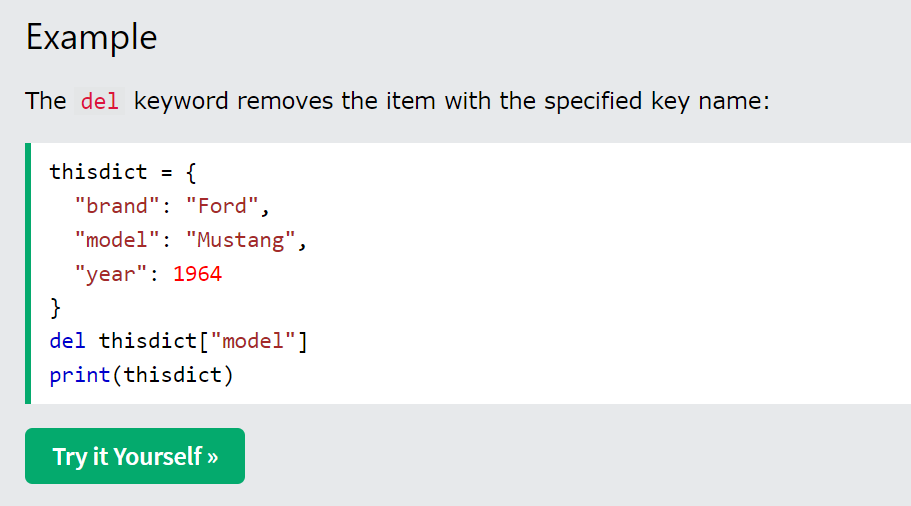 Example
The del keyword removes the item with the specified key name:
thisdict = {
  "brand": "Ford",
  "model": "Mustang",
  "year": 1964
}
del thisdict["model"]
print(thisdict)
Try it Yourself »